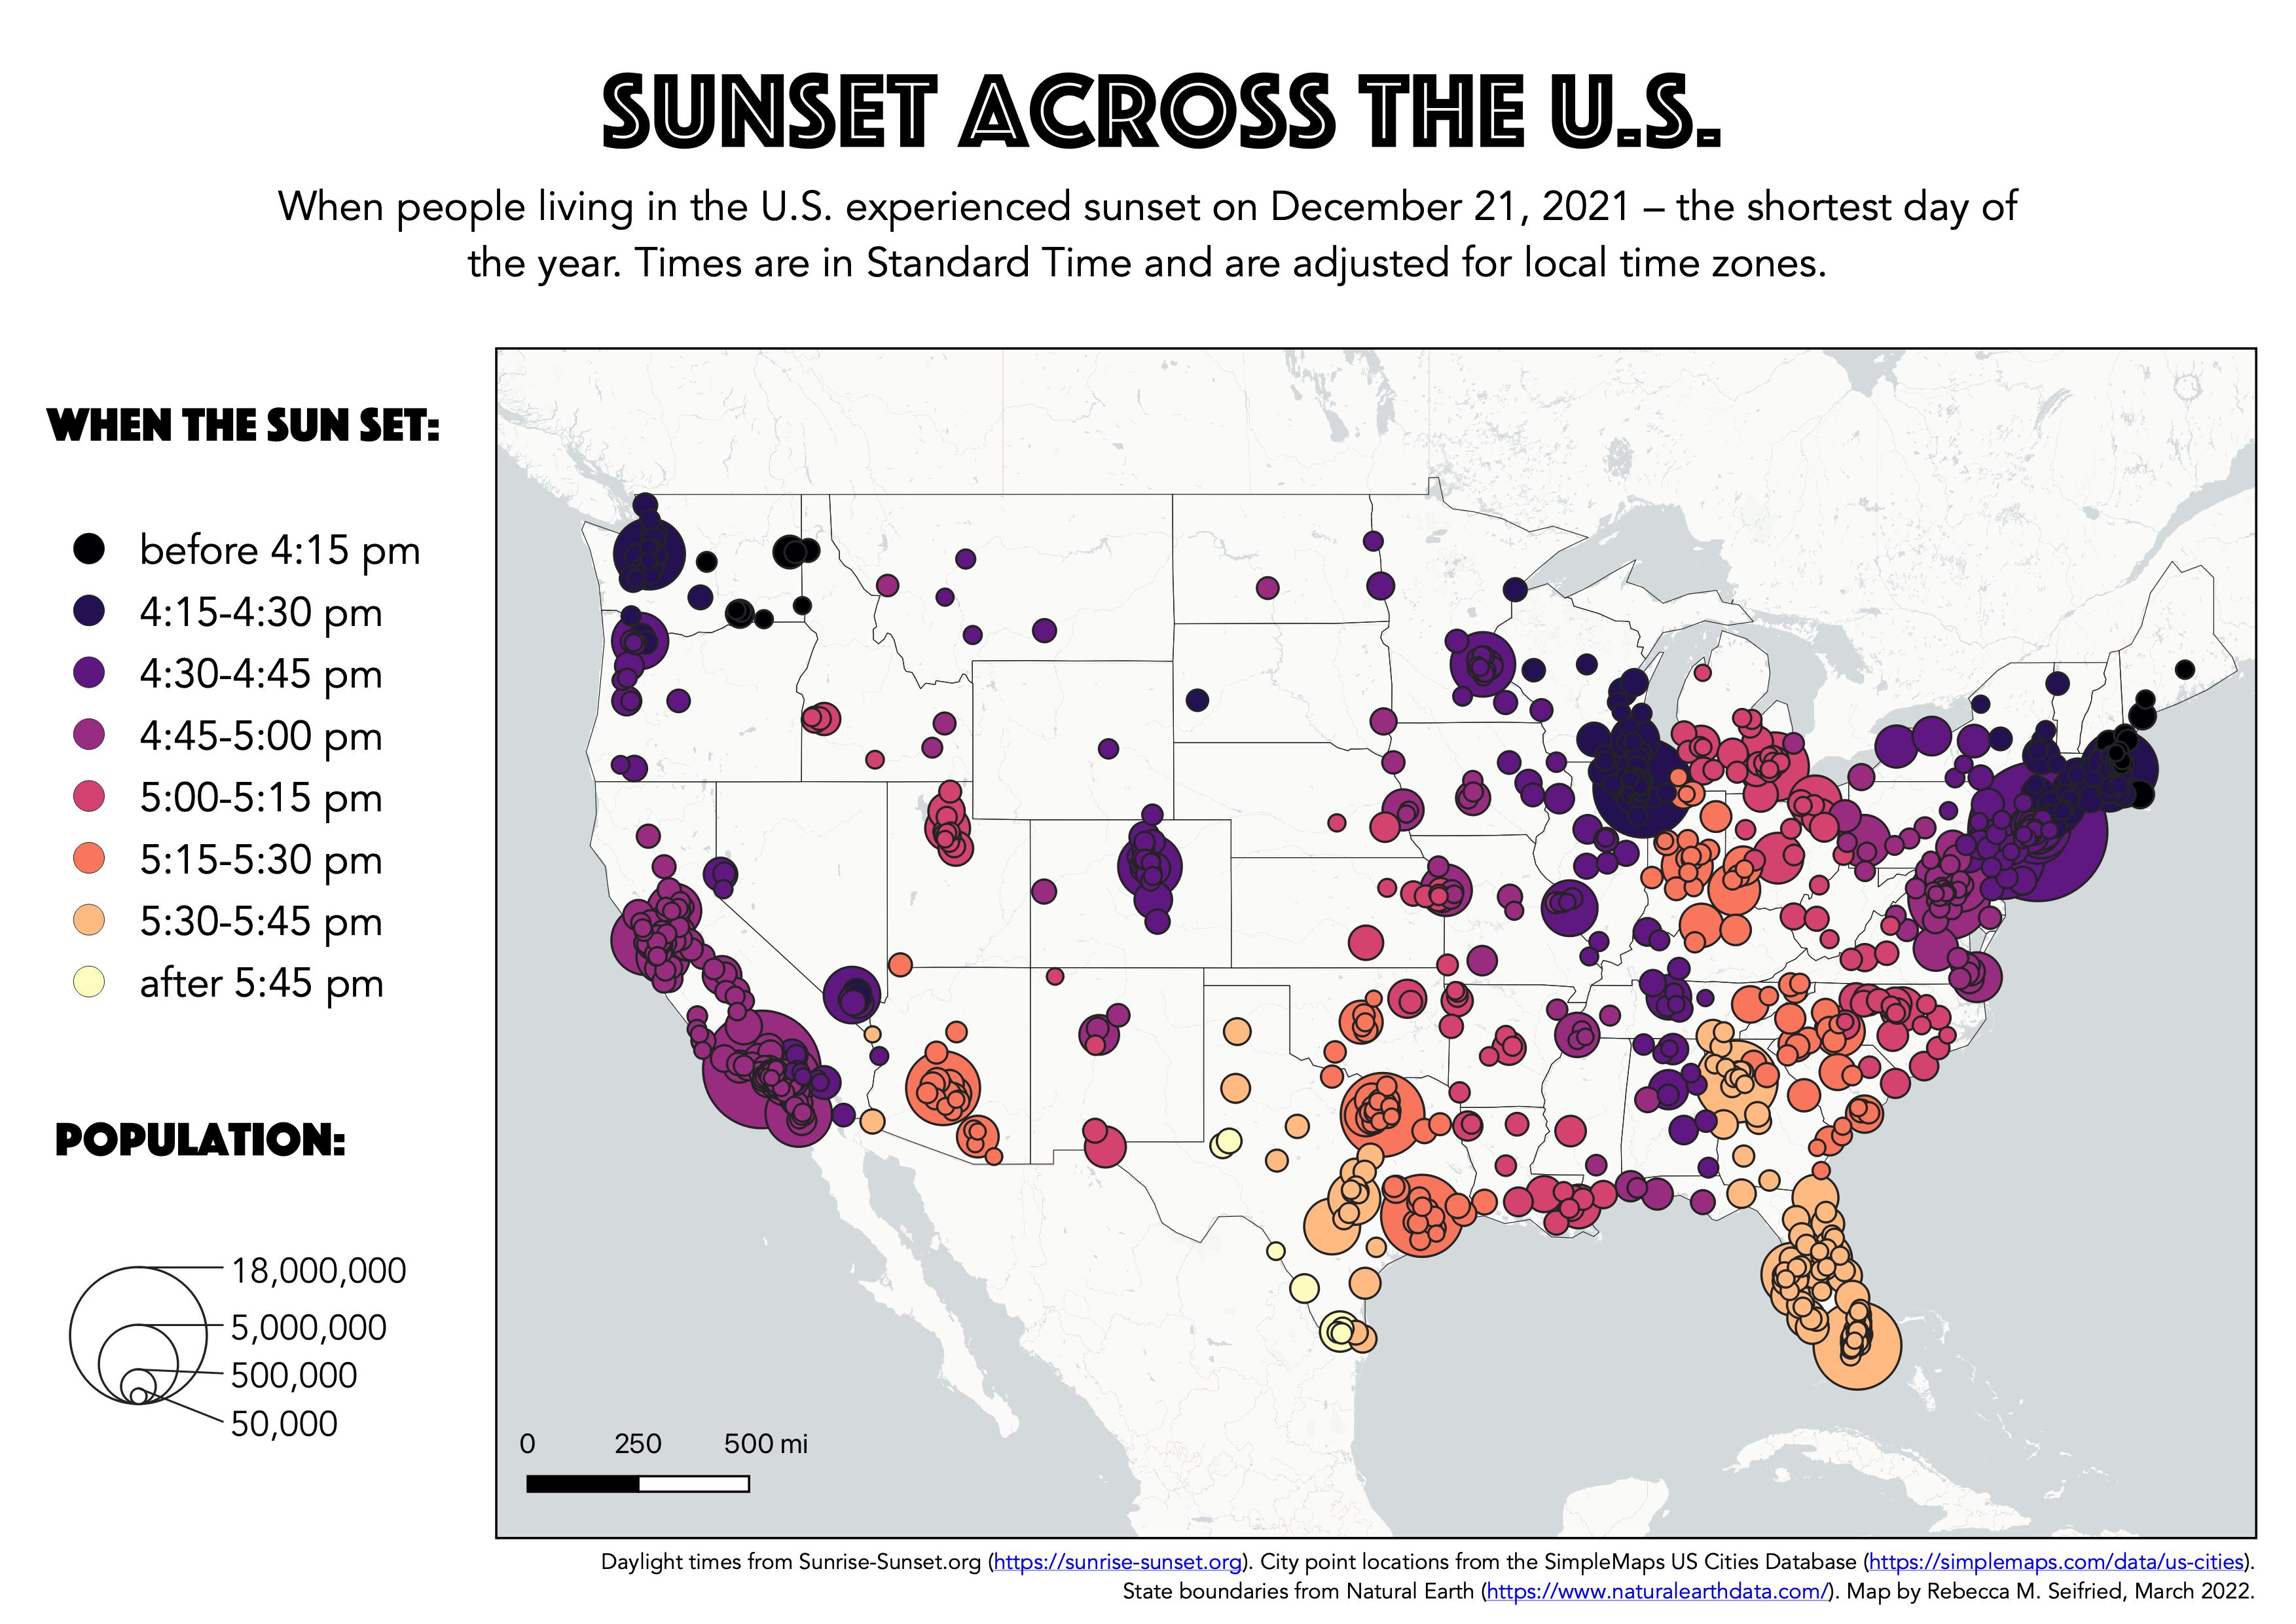 SUNSET ACROSS THE U.S.
When people living in the U.S. experienced sunset on December 21, 2021 – the shortest day of
the year. Times are in Standard Time and are adjusted for local time zones.
WHEN THE SUN SET:
before 4:15 pm
4:15-4:30 pm
4:30-4:45 pm
4:45-5:00 pm
5:00-5:15 pm
5:15-5:30 pm
5:30-5:45 pm
after 5:45 pm
POPULATION:
18,000,000
5,000,000
500,000
50,000
0 250 500 mi
Daylight times from Sunrise-Sunset.org (https://sunrise-sunset.org). City point locations from the SimpleMaps US Cities Database (https://simplemaps.com/data/us-cities).
State boundaries from Natural Earth (https://www.naturalearthdata.com/). Map by Rebecca M. Seifried, March 2022.